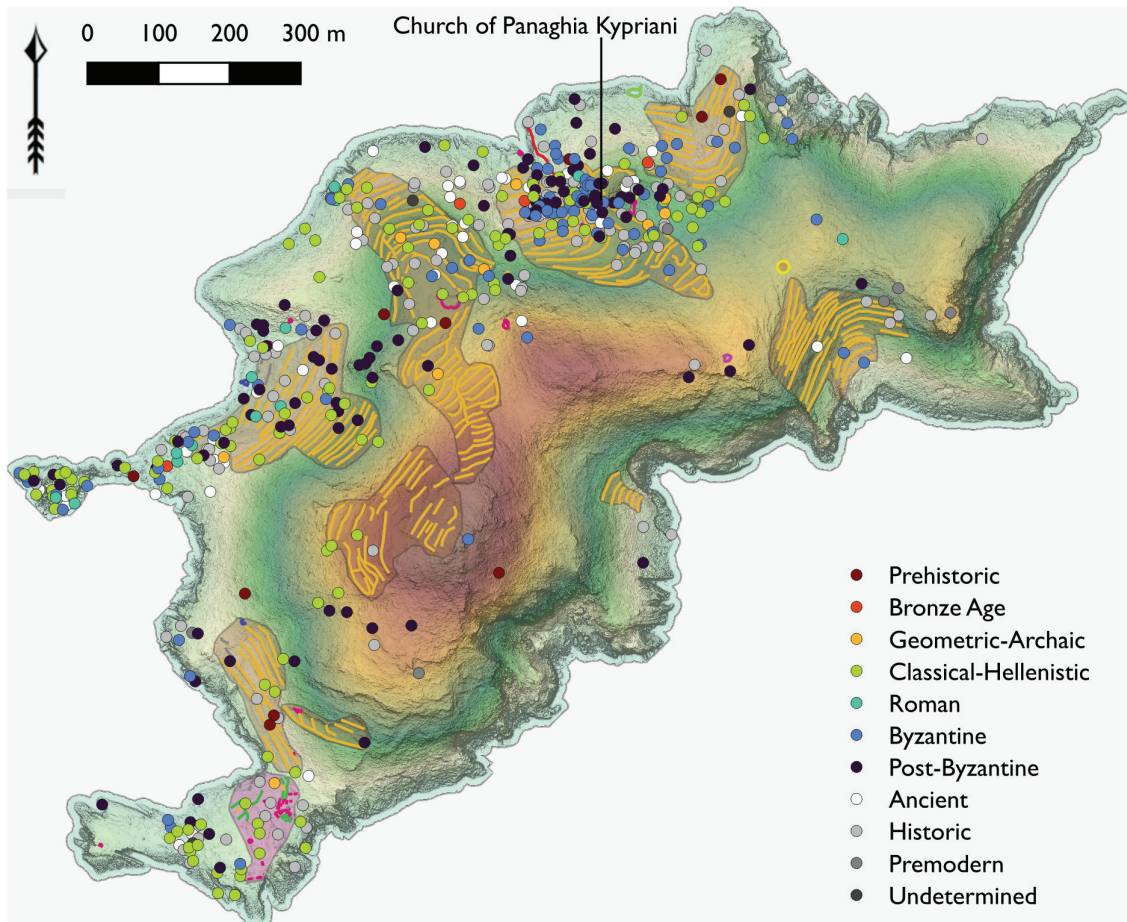 Church of Panaghia Kypriani
0 100 200 300 m
Prehistoric
Bronze Age
Geometric-Archaic
Classical-Hellenistic
Roman
Byzantine
Post-Byzantine
Ancient
Historic
Premodern
Undetermined